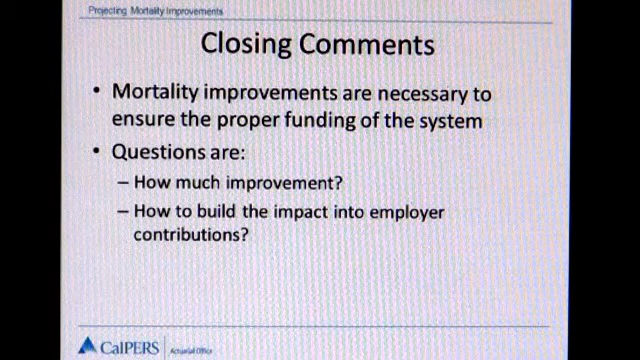 Projecting Mortality Improvements
Closing Comments
• Mortality improvements are necessary to
ensure the proper funding of the system
• Questions are:
– How much improvement?
– How to build the impact into employer
contributions?
CalPERS
Actuarial Office